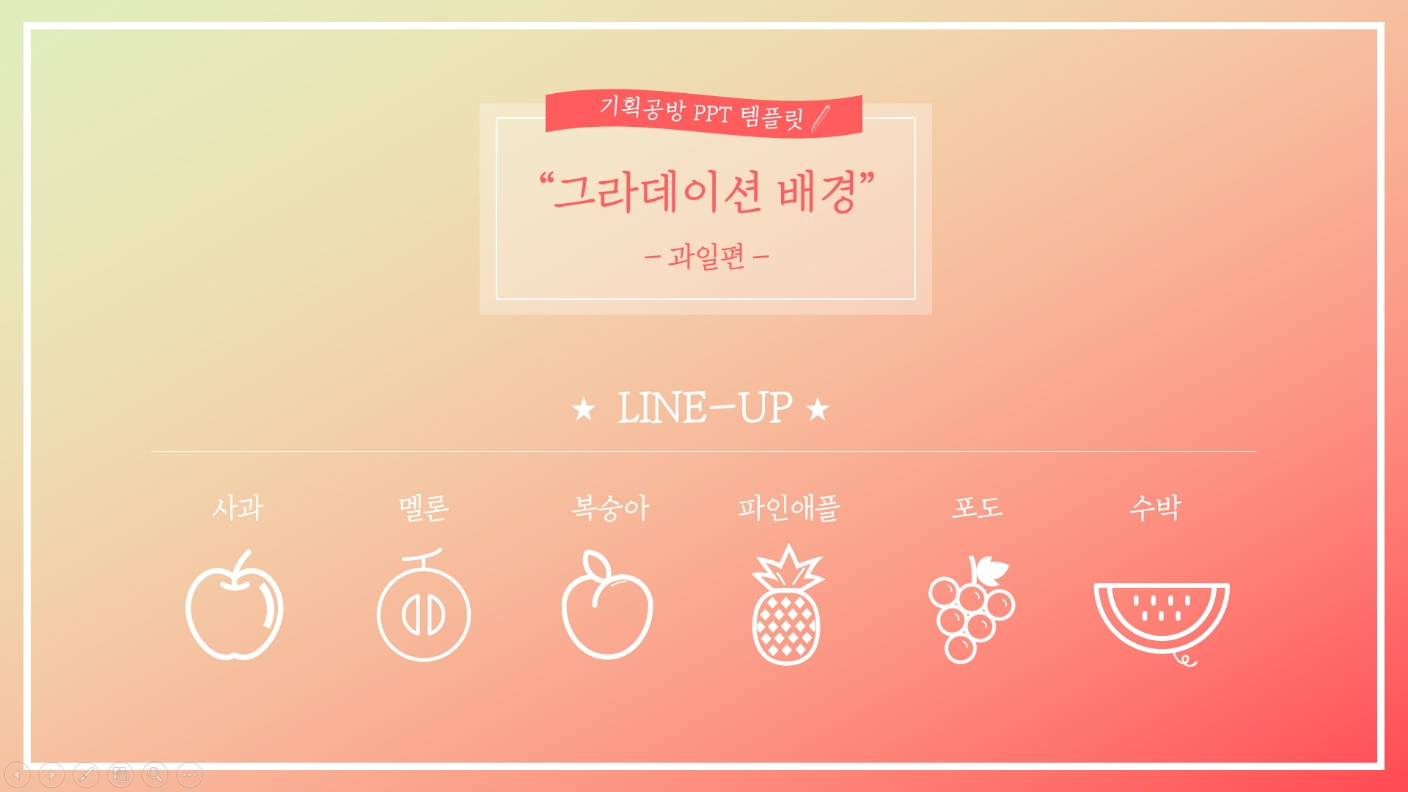 기획공방 PPT 템플릿
“그라데이션 배경”
– 과일편 –
★ LINE–UP ★
사과 멜론 복숭아 파인애플 포도 수박